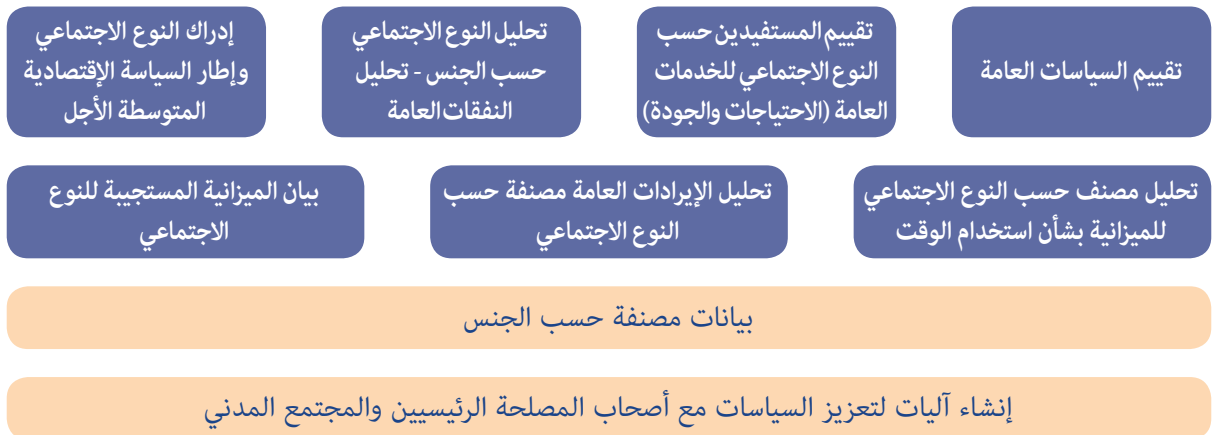 تقييم السياسات العامة
تقييم المستفيدين حسب
النوع الاجتماعي للخدمات
العامة (الاحتياجات والجودة)
تحليل النوع الاجتماعي
حسب الجنس - تحليل
النفقات العامة
إدراك النوع الاجتماعي
وإطار السياسة الإقتصادية
المتوسطة الأجل
تحليل مصنف حسب النوع الاجتماعي
للميزانية بشأن استخدام الوقت
تحليل الإيرادات العامة مصنفة حسب
النوع الاجتماعي
بيان الميزانية المستجيبة للنوع
الاجتماعي
بيانات مصنفة حسب الجنس
إنشاء آليات لتعزيز السياسات مع أصحاب المصلحة الرئيسيين والمجتمع المدني